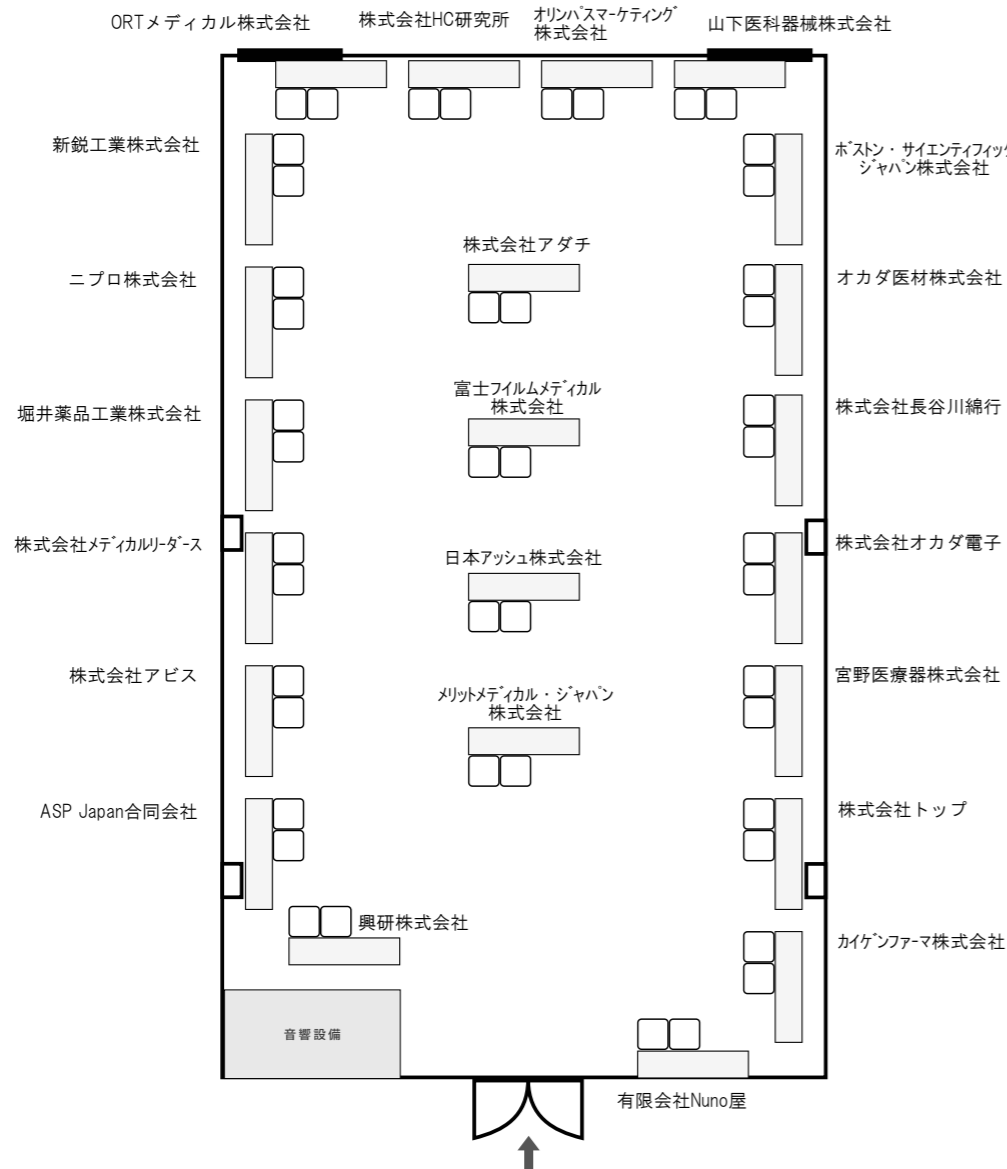 ORTメディカル株式会社
株式会社HC研究所
オリンパスマーケティング
株式会社
山下医科器械株式会社
新鋭工業株式会社
ボストン・サイエンティフィック
ジャパン株式会社
株式会社アダチ
ニプロ株式会社
オカダ医材株式会社
富士フイルムメディカル
株式会社
堀井薬品工業株式会社
株式会社長谷川綿行
株式会社メディカルリーダース
日本アッシュ株式会社
株式会社オカダ電子
株式会社アビス
メリットメディカル・ジャパン
株式会社
宮野医療器株式会社
ASP Japan合同会社
株式会社トップ
興研株式会社
カイゲンファーマ株式会社
音響設備
有限会社Nuno屋